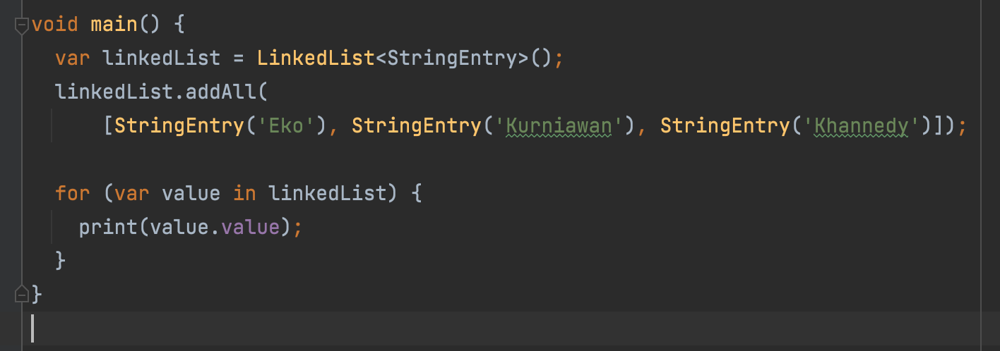 void main() {
  var linkedList = LinkedList<StringEntry>();
  linkedList.addAll(
      [StringEntry('Eko'), StringEntry('Kurniawan'), StringEntry('Khannedy')]);

  for (var value in linkedList) {
    print(value.value);
  }
}